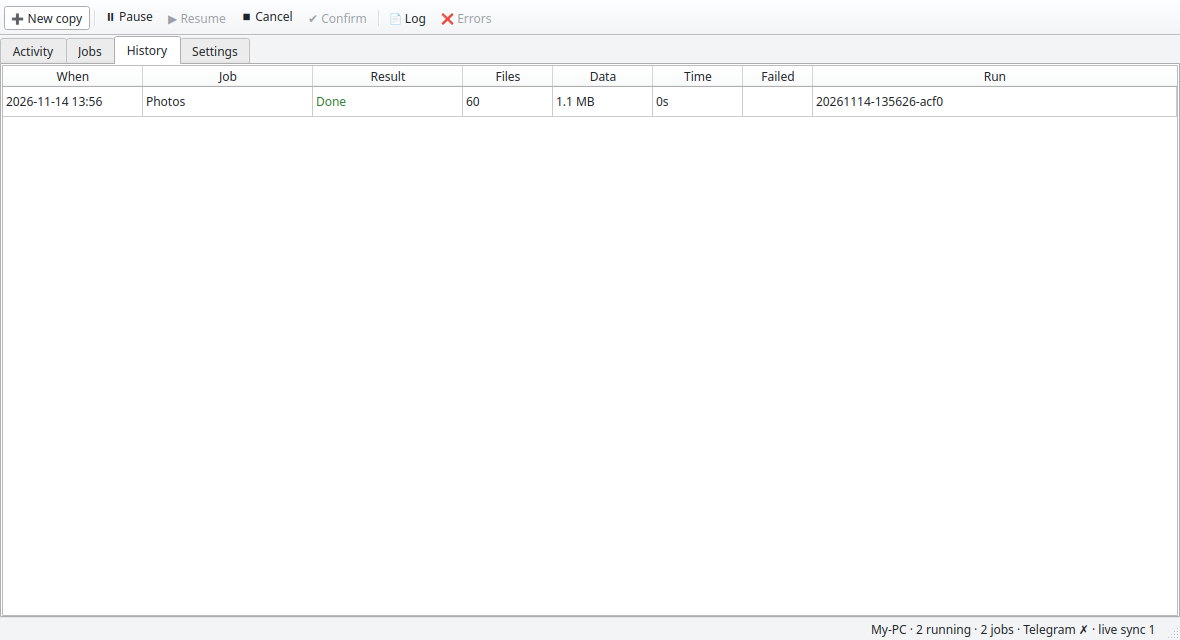 New copy Pause Resume Cancel Confirm Log Errors
Activity Jobs History Settings
When Job Result Files Data Time Failed Run
2026-11-14 13:56 Photos Done 60 1.1 MB 0s 20261114-135626-acf0
My-PC · 2 running · 2 jobs · Telegram ✗ · live sync 1